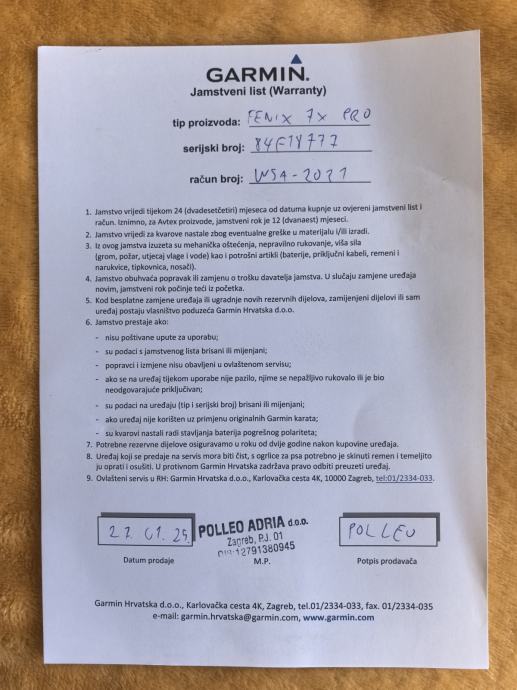 GARMIN.
Jamstveni list (Warranty)
tip proizvoda: FENIX 7X PRO
serijski broj: 84F18777
račun broj: WSA-2021
1. Jamstvo vrijedi tijekom 24 (dvadesetčetiri) mjeseca od datuma kupnje uz ovjereni jamstveni list i
račun. Iznimno, za Avtex proizvode, jamstveni rok je 12 (dvanaest) mjeseci.
2. Jamstvo vrijedi za kvarove nastale zbog eventualne greške u materijalu i/ili izradi.
3. Iz ovog jamstva izuzeta su mehanička oštećenja, nepravilno rukovanje, viša sila
(grom, požar, utjecaj vlage i vode) kao i potrošni artikli (baterije, priključni kabeli, remeni i
narukvice, tipkovnica, nosači).
4. Jamstvo obuhvaća popravak ili zamjenu o trošku davatelja jamstva. U slučaju zamjene uređaja
novim, jamstveni rok počinje teći iz početka.
5. Kod besplatne zamjene uređaja ili ugradnje novih rezervnih dijelova, zamijenjeni dijelovi ili sam
uređaj postaju vlasništvo poduzeća Garmin Hrvatska d.o.o.
6. Jamstvo prestaje ako:
- nisu poštivane upute za uporabu;
- su podaci s jamstvenog lista brisani ili mijenjani;
- popravci i izmjene nisu obavljeni u ovlaštenom servisu;
- ako se na uređaj tijekom uporabe nije pazilo, njime se nepažljivo rukovalo ili je bio
neodgovarajuće priključivan;
- su podaci na uređaju (tip i serijski broj) brisani ili mijenjani;
- ako uređaj nije korišten uz primjenu originalnih Garmin karata;
- su kvarovi nastali radi stavljanja baterija pogrešnog polariteta;
7. Potrebne rezervne dijelove osiguravamo u roku od dvije godine nakon kupovine uređaja.
8. Uređaj koji se predaje na servis mora biti čist, s ogrlice za psa potrebno je skinuti remen i temeljito
ju oprati i osušiti. U protivnom Garmin Hrvatska zadržava pravo odbiti preuzeti uređaj.
9. Ovlašteni servis u RH: Garmin Hrvatska d.o.o., Karlovačka cesta 4K, 10000 Zagreb, tel:01/2334-033.
27.01.25. POLLEO ADRIA d.o.o. POLLEO
Zagreb, P.J. 01
OIB:12791380945
Datum prodaje M.P. Potpis prodavača
Garmin Hrvatska d.o.o., Karlovačka cesta 4K, Zagreb, tel.01/2334-033, fax. 01/2334-035
e-mail: garmin.hrvatska@garmin.com, www.garmin.com